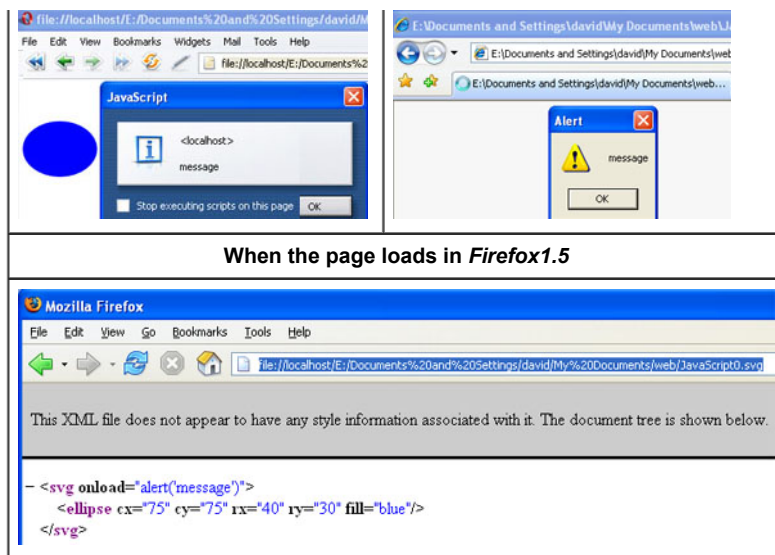 file://localhost/E:/Documents%20and%20Settings/david/M
File Edit View Bookmarks Widgets Mail Tools Help
file://localhost/E:/Documents%2
JavaScript
<localhost>
message
Stop executing scripts on this page OK
E:\Documents and Settings\david\My Documents\web\J
E:\Documents and Settings\david\My Documents\web
E:\Documents and Settings\david\My Documents\web...
Alert
message
OK
When the page loads in Firefox1.5
Mozilla Firefox
File Edit View Go Bookmarks Tools Help
file://localhost/E:/Documents%20and%20Settings/david/My%20Documents/web/JavaScript0.svg
This XML file does not appear to have any style information associated with it. The document tree is shown below.
− <svg onload="alert('message')">
<ellipse cx="75" cy="75" rx="40" ry="30" fill="blue"/>
</svg>